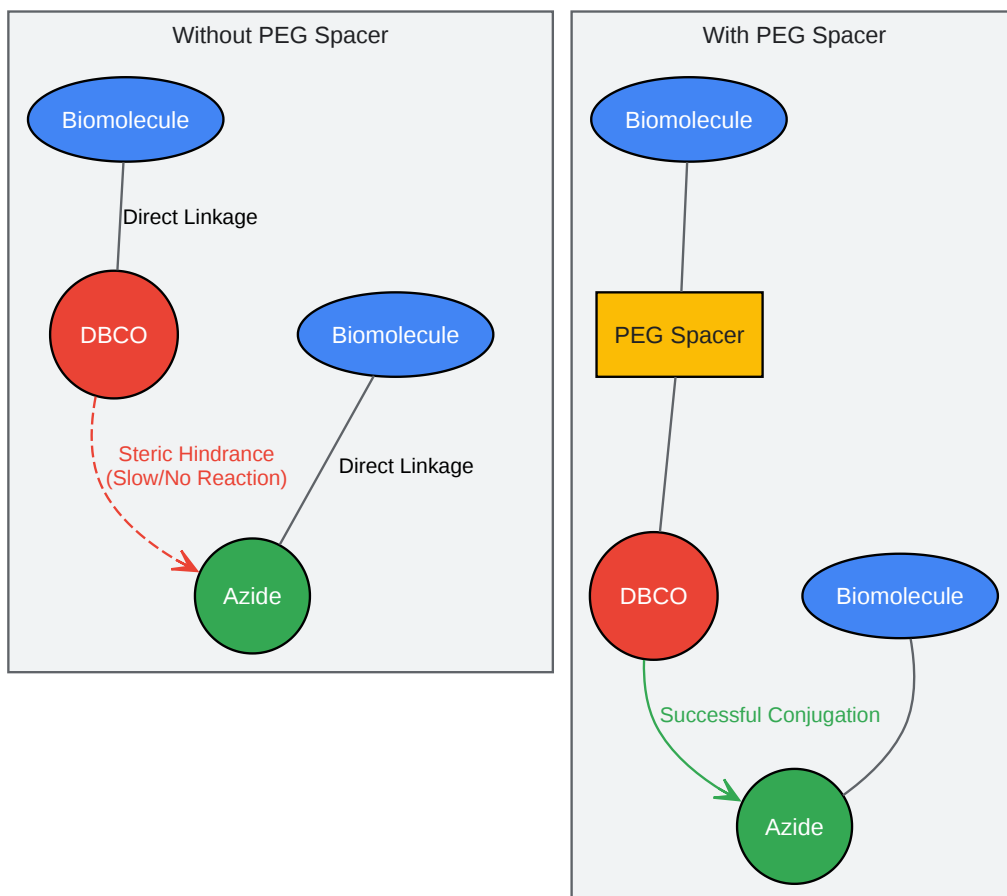 Without PEG Spacer
Biomolecule
Direct Linkage
DBCO
Biomolecule
Steric Hindrance
(Slow/No Reaction)
Direct Linkage
Azide
With PEG Spacer
Biomolecule
PEG Spacer
DBCO
Biomolecule
Successful Conjugation
Azide